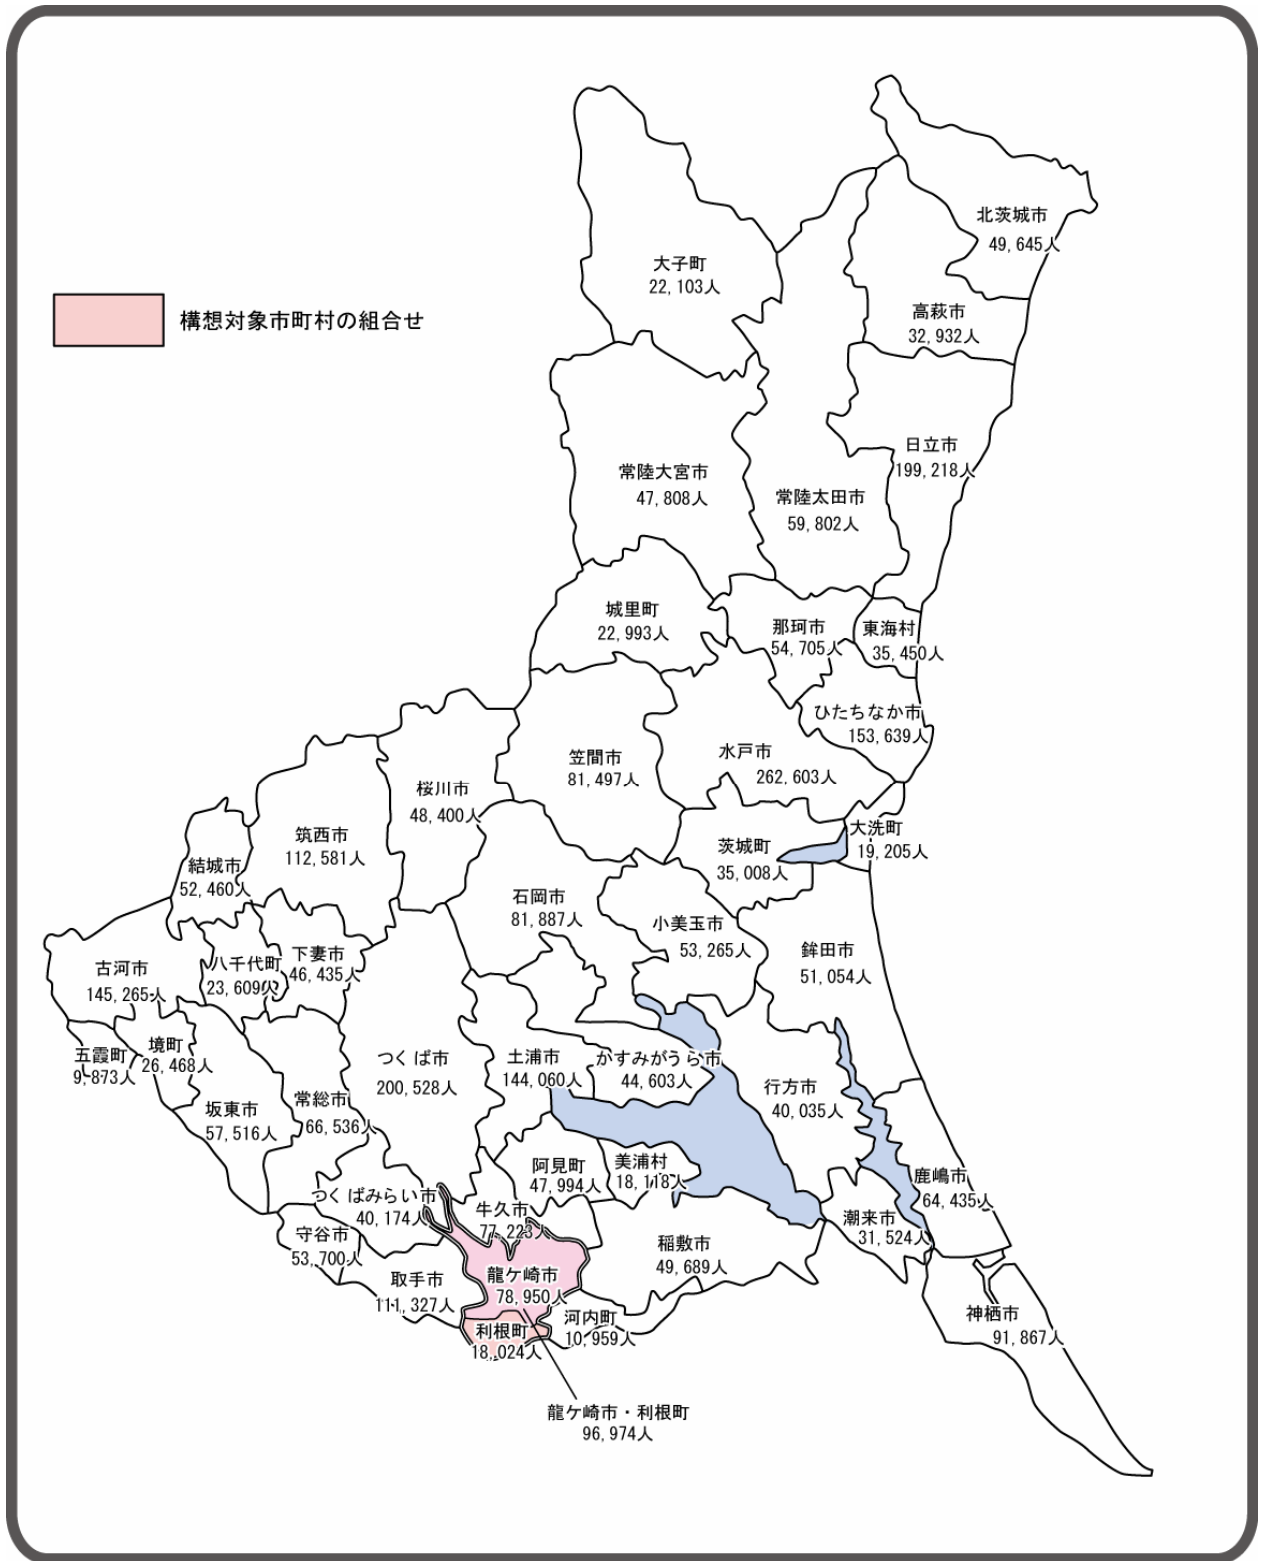 北茨城市
49,645人
大子町
22,103人
構想対象市町村の組合せ
高萩市
32,932人
日立市
199,218人
常陸大宮市
47,808人
常陸太田市
59,802人
城里町
22,993人
那珂市
54,705人
東海村
35,450人
ひたちなか市
153,639人
水戸市
262,603人
笠間市
81,497人
桜川市
48,400人
筑西市
112,581人
結城市
52,460人
茨城町
35,008人
大洗町
19,205人
石岡市
81,887人
小美玉市
53,265人
鉾田市
51,054人
古河市
145,265人
八千代町
23,609人
下妻市
46,435人
五霞町
9,873人
境町
26,468人
坂東市
57,516人
常総市
66,536人
つくば市
200,528人
土浦市
144,060人
かすみがうら市
44,603人
行方市
40,035人
阿見町
47,994人
美浦村
18,118人
鹿嶋市
64,435人
つくばみらい市
40,174人
牛久市
77,223人
潮来市
31,524人
守谷市
53,700人
稲敷市
49,689人
取手市
111,327人
龍ケ崎市
78,950人
河内町
10,959人
利根町
18,024人
神栖市
91,867人
龍ケ崎市・利根町
96,974人